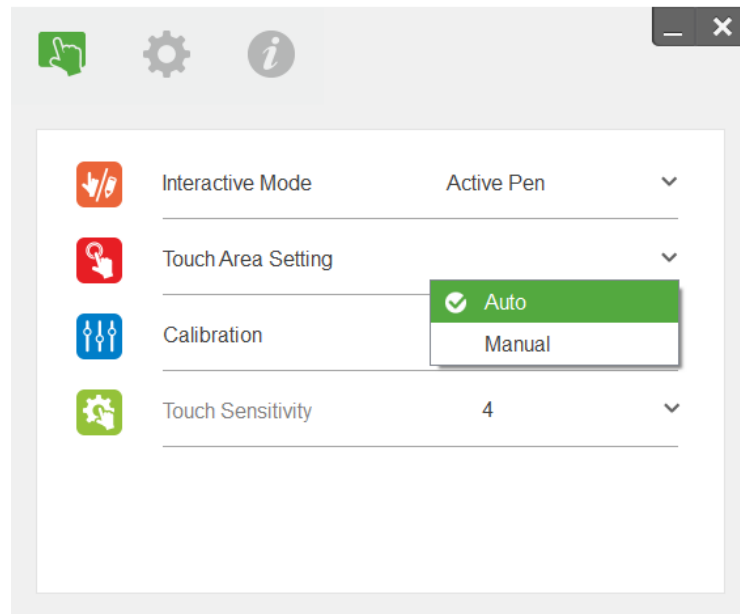 Interactive Mode Active Pen
Touch Area Setting
Auto
Calibration
Manual
Touch Sensitivity 4